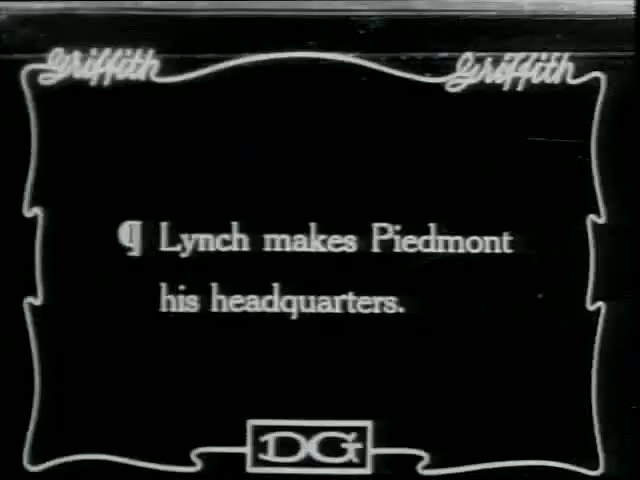 Griffith Griffith
¶ Lynch makes Piedmont
his headquarters.
DG